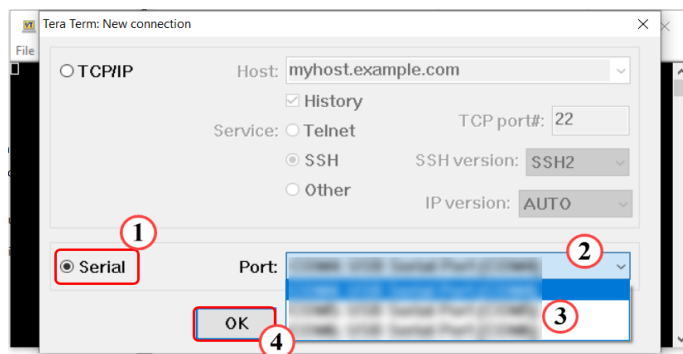 Tera Term: New connection
File
TCP/IP
Host: myhost.example.com
History
Service: Telnet
TCP port#: 22
SSH
SSH version: SSH2
Other
IP version: AUTO
1
Serial
Port:
2
3
OK
4